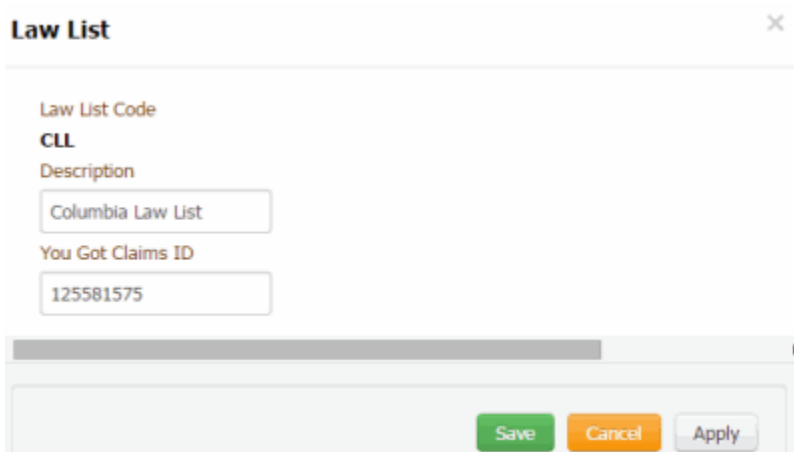 Law List
Law List Code
CLL
Description
Columbia Law List
You Got Claims ID
125581575
Save Cancel Apply